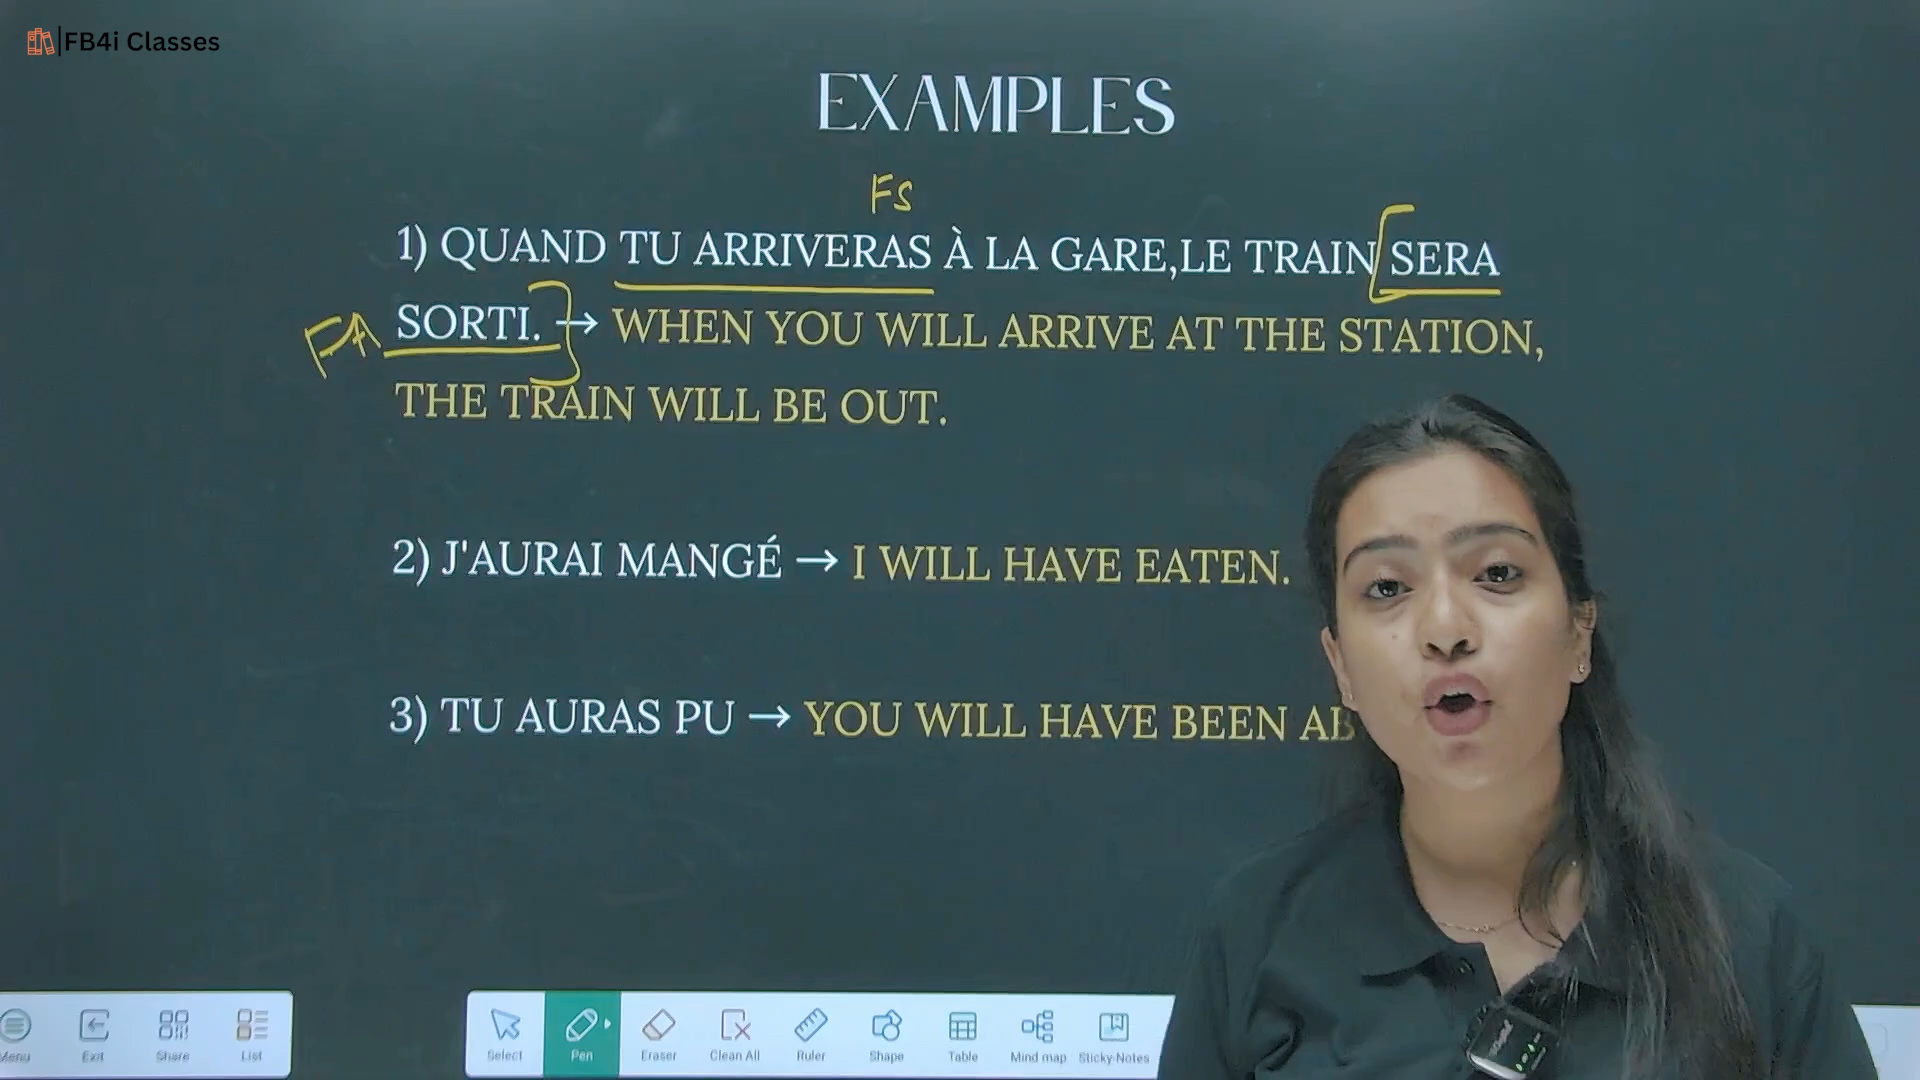 FB4i Classes
EXAMPLES
FS
1) QUAND TU ARRIVERAS À LA GARE,LE TRAIN SERA
FA SORTI. → WHEN YOU WILL ARRIVE AT THE STATION,
THE TRAIN WILL BE OUT.
2) J'AURAI MANGÉ → I WILL HAVE EATEN.
3) TU AURAS PU → YOU WILL HAVE BEEN
Menu Exit Share List Select Pen Eraser Clean All Ruler Shape Table Mind map Sticky Notes